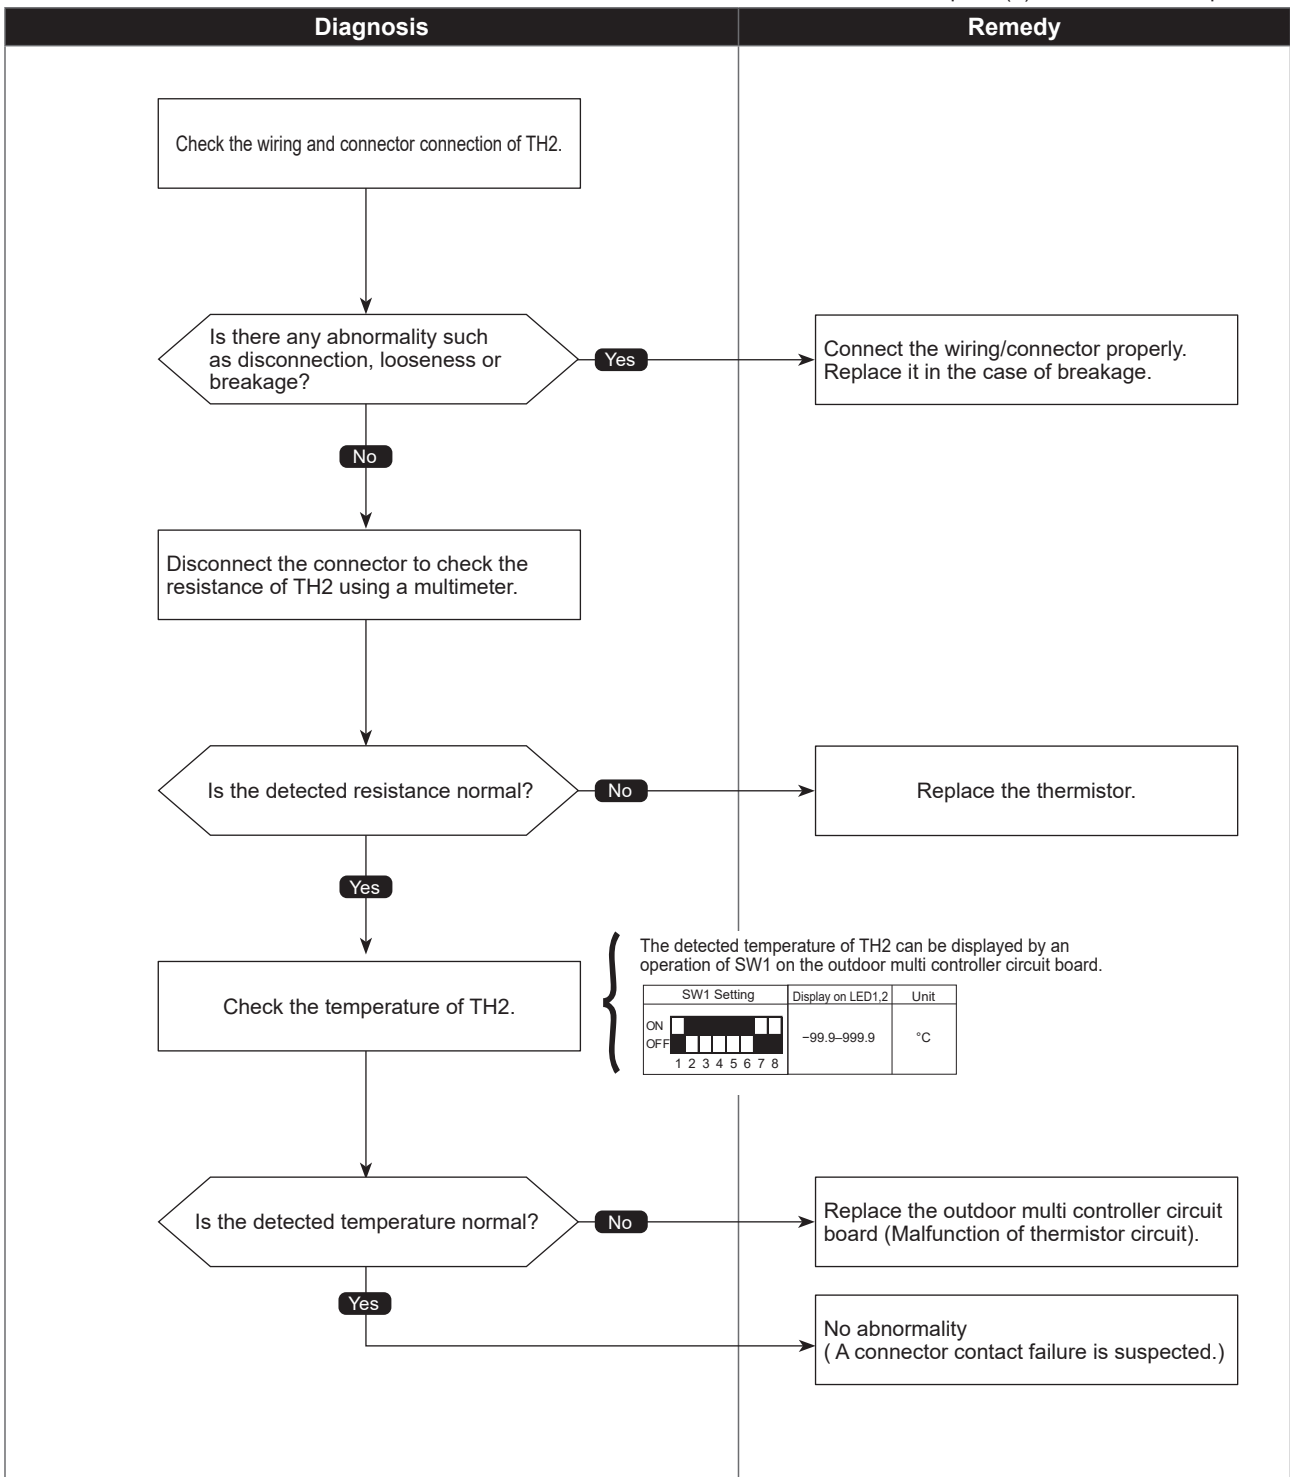 Diagnosis
Remedy
Check the wiring and connector connection of TH2.
Is there any abnormality such
as disconnection, looseness or
breakage?
Yes
Connect the wiring/connector properly.
Replace it in the case of breakage.
No
Disconnect the connector to check the
resistance of TH2 using a multimeter.
Is the detected resistance normal?
No
Replace the thermistor.
Yes
The detected temperature of TH2 can be displayed by an
operation of SW1 on the outdoor multi controller circuit board.
Check the temperature of TH2.
SW1 Setting
Display on LED1,2
Unit
ON
OFF
1 2 3 4 5 6 7 8
−99.9–999.9
°C
Is the detected temperature normal?
No
Replace the outdoor multi controller circuit
board (Malfunction of thermistor circuit).
Yes
No abnormality
( A connector contact failure is suspected.)